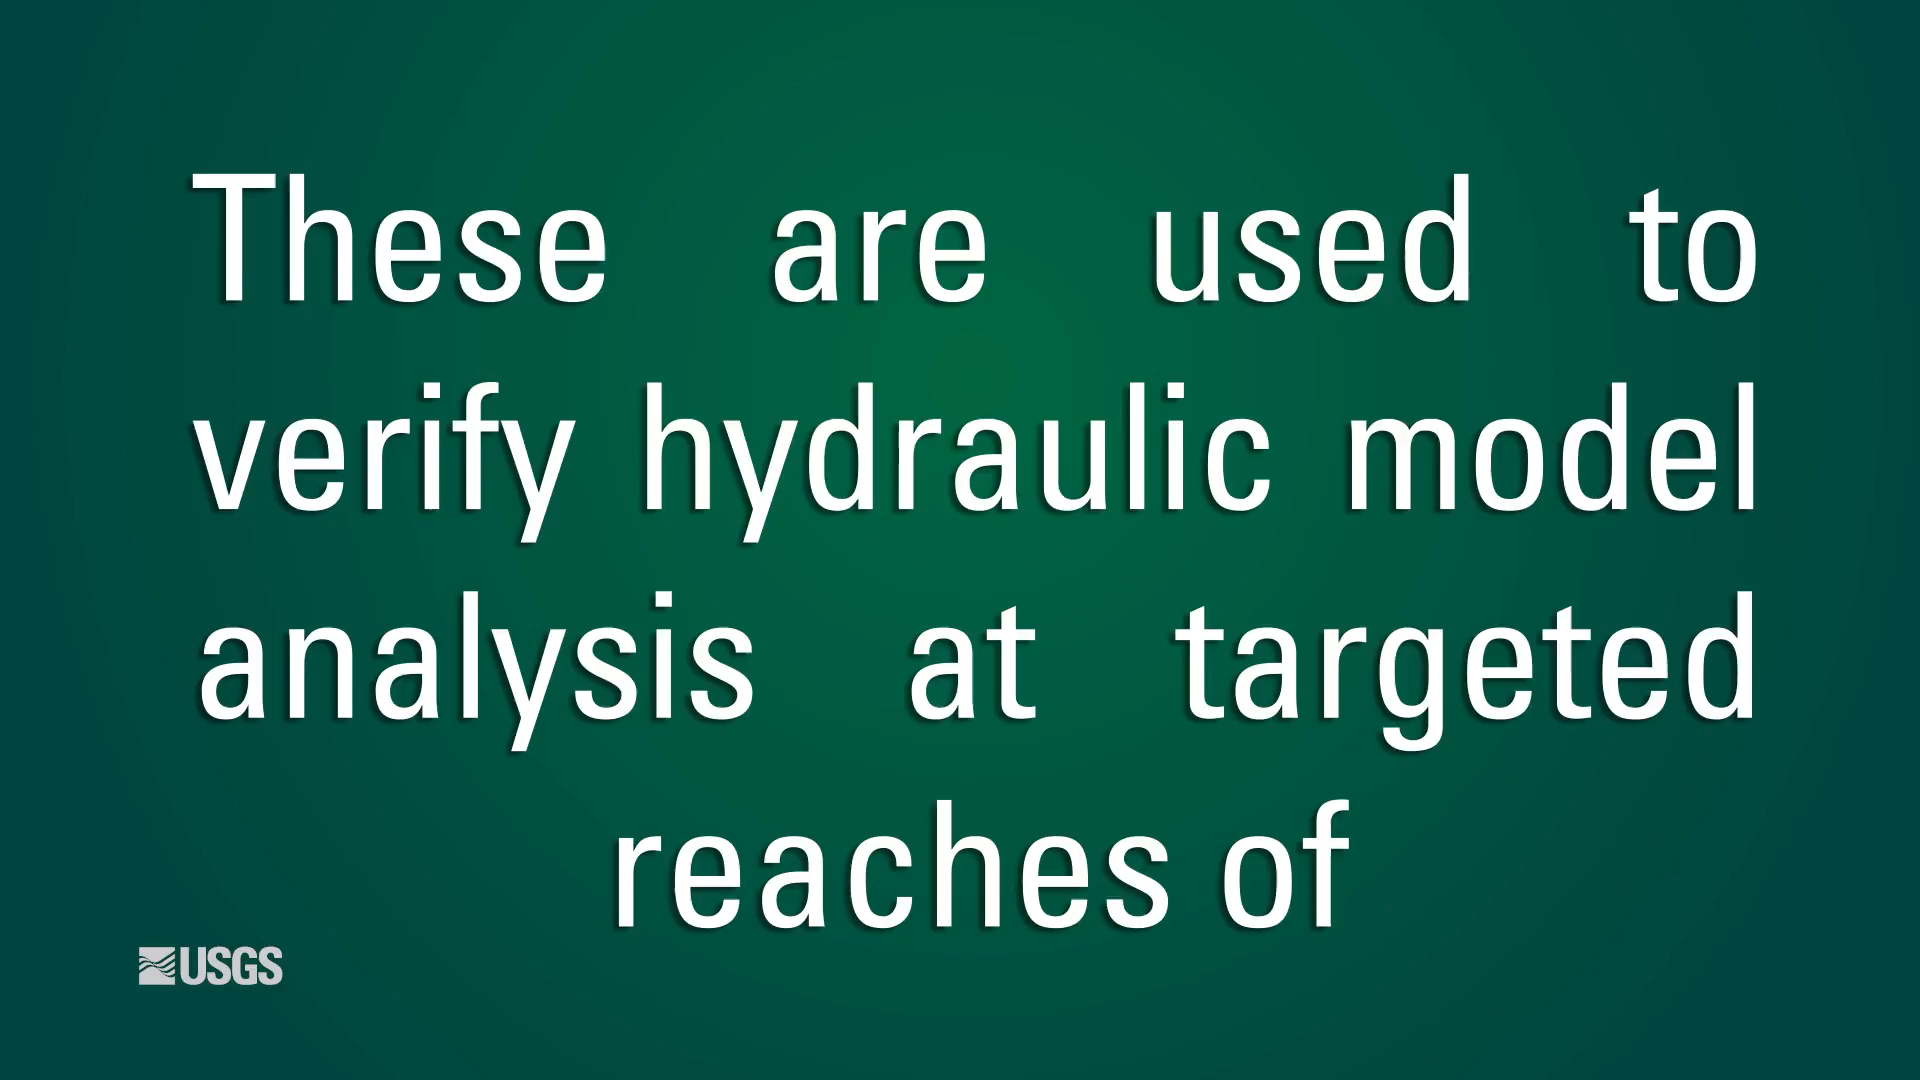 These are used to
verify hydraulic model
analysis at targeted
reaches of
USGS